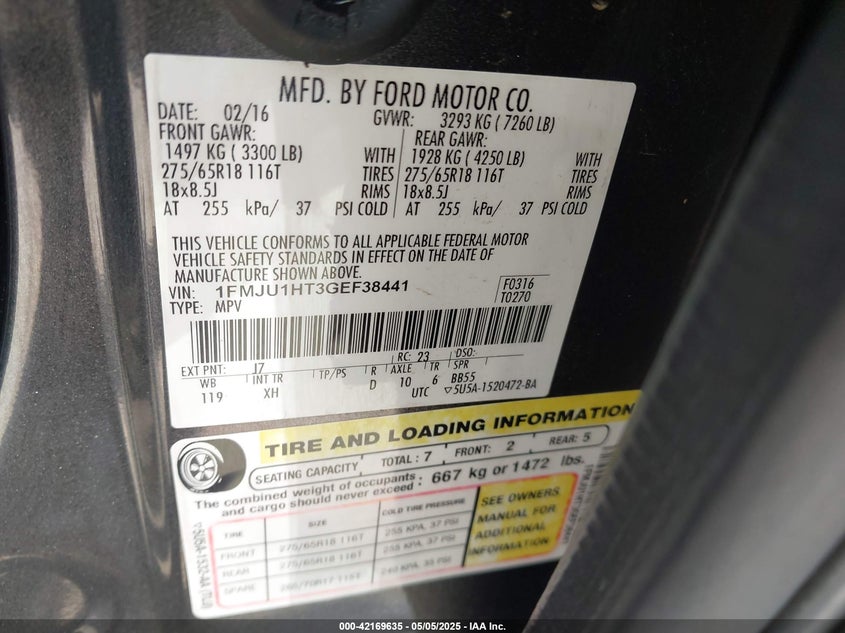 MFD. BY FORD MOTOR CO.
DATE: 02/16 GVWR: 3293 KG ( 7260 LB)
FRONT GAWR: REAR GAWR:
1497 KG ( 3300 LB) WITH 1928 KG ( 4250 LB) WITH
275/65R18 116T TIRES 275/65R18 116T TIRES
18x8.5J RIMS 18x8.5J RIMS
AT 255 kPa/ 37 PSI COLD AT 255 kPa/ 37 PSI COLD
THIS VEHICLE CONFORMS TO ALL APPLICABLE FEDERAL MOTOR
VEHICLE SAFETY STANDARDS IN EFFECT ON THE DATE OF
MANUFACTURE SHOWN ABOVE.
VIN: 1FMJU1HT3GEF38441 F0316
TYPE: MPV T0270
EXT PNT: J7 RC: 23 DSO:
WB INT TR TP/PS R AXLE TR SPR
119 XH D 10 6 BB55
UTC ▽5U5A-1520472-BA
TIRE AND LOADING INFORMATION
SEATING CAPACITY TOTAL: 7 FRONT: 2 REAR: 5
The combined weight of occupants and cargo should never exceed : 667 kg or 1472 lbs.
TIRE SIZE COLD TIRE PRESSURE
FRONT 275/65R18 116T 255 KPA, 37 PSI
REAR 275/65R18 116T 255 KPA, 37 PSI
SPARE 240 KPA, 35 PSI
SEE OWNERS
MANUAL FOR
ADDITIONAL
INFORMATION
000-42169635 - 05/05/2025 - IAA Inc.